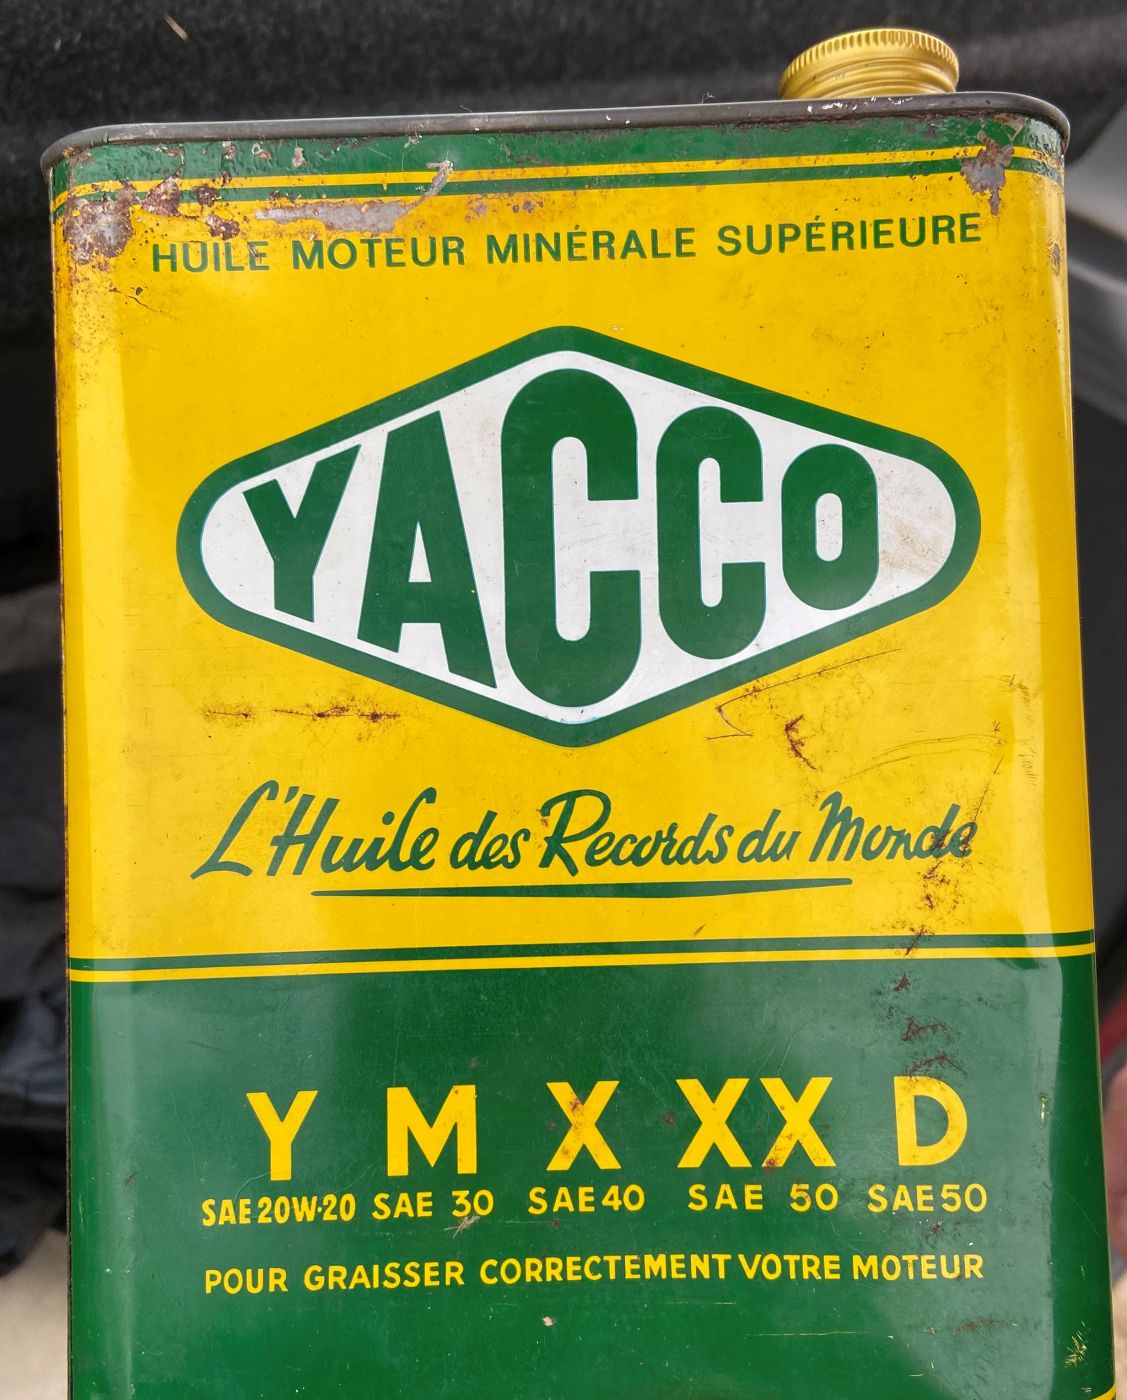 HUILE MOTEUR MINÉRALE SUPÉRIEURE
YACCO
L'Huile des Records du Monde
Y M X XX D
SAE 20W-20 SAE 30 SAE 40 SAE 50 SAE 50
POUR GRAISSER CORRECTEMENT VOTRE MOTEUR